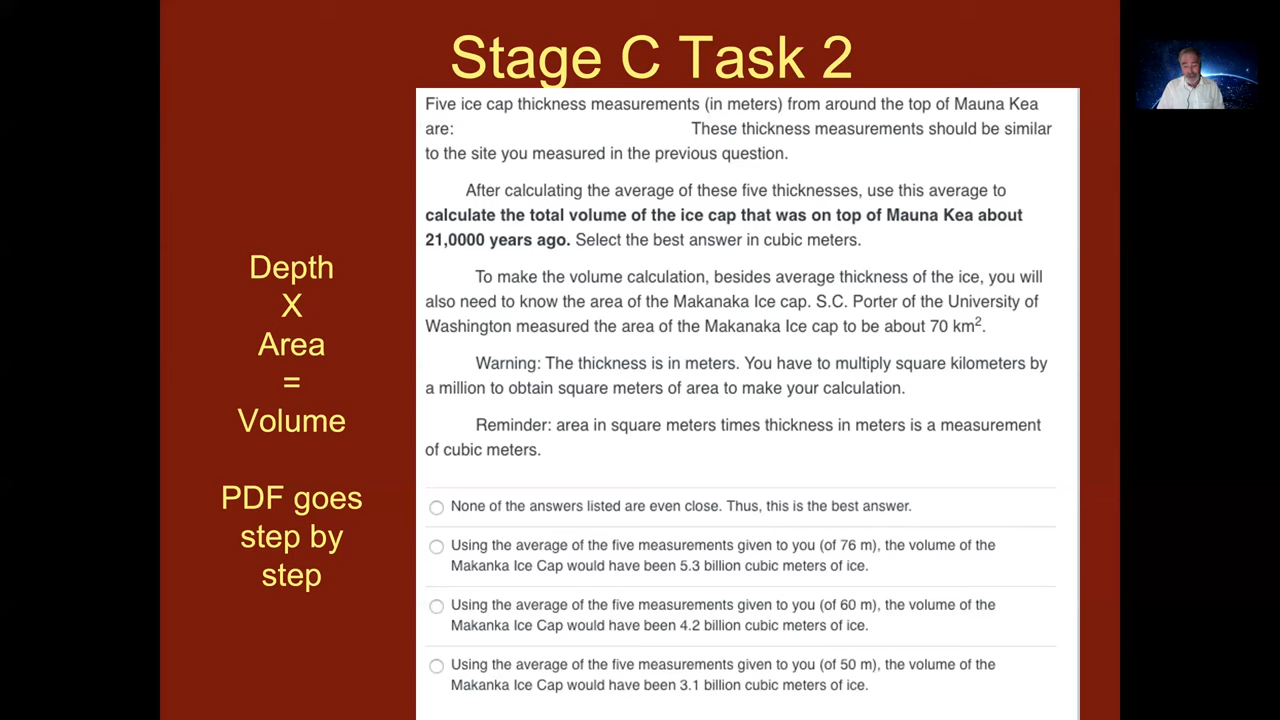 Stage C Task 2
Depth
X
Area
=
Volume
PDF goes
step by
step
Five ice cap thickness measurements (in meters) from around the top of Mauna Kea
are: These thickness measurements should be similar
to the site you measured in the previous question.
After calculating the average of these five thicknesses, use this average to
calculate the total volume of the ice cap that was on top of Mauna Kea about
21,0000 years ago. Select the best answer in cubic meters.
To make the volume calculation, besides average thickness of the ice, you will
also need to know the area of the Makanaka Ice cap. S.C. Porter of the University of
Washington measured the area of the Makanaka Ice cap to be about 70 km².
Warning: The thickness is in meters. You have to multiply square kilometers by
a million to obtain square meters of area to make your calculation.
Reminder: area in square meters times thickness in meters is a measurement
of cubic meters.
None of the answers listed are even close. Thus, this is the best answer.
Using the average of the five measurements given to you (of 76 m), the volume of the
Makanka Ice Cap would have been 5.3 billion cubic meters of ice.
Using the average of the five measurements given to you (of 60 m), the volume of the
Makanka Ice Cap would have been 4.2 billion cubic meters of ice.
Using the average of the five measurements given to you (of 50 m), the volume of the
Makanka Ice Cap would have been 3.1 billion cubic meters of ice.